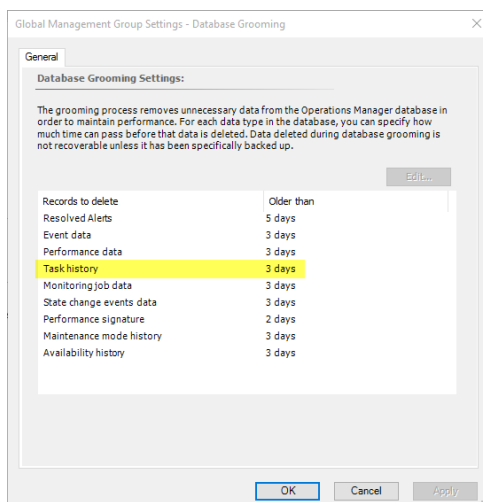 Global Management Group Settings - Database Grooming
General
Database Grooming Settings:
The grooming process removes unnecessary data from the Operations Manager database in
order to maintain performance. For each data type in the database, you can specify how
much time can pass before that data is deleted. Data deleted during database grooming is
not recoverable unless it has been specifically backed up.
Edit...
Records to delete Older than
Resolved Alerts 5 days
Event data 3 days
Performance data 3 days
Task history 3 days
Monitoring job data 3 days
State change events data 3 days
Performance signature 2 days
Maintenance mode history 3 days
Availability history 3 days
OK Cancel Apply